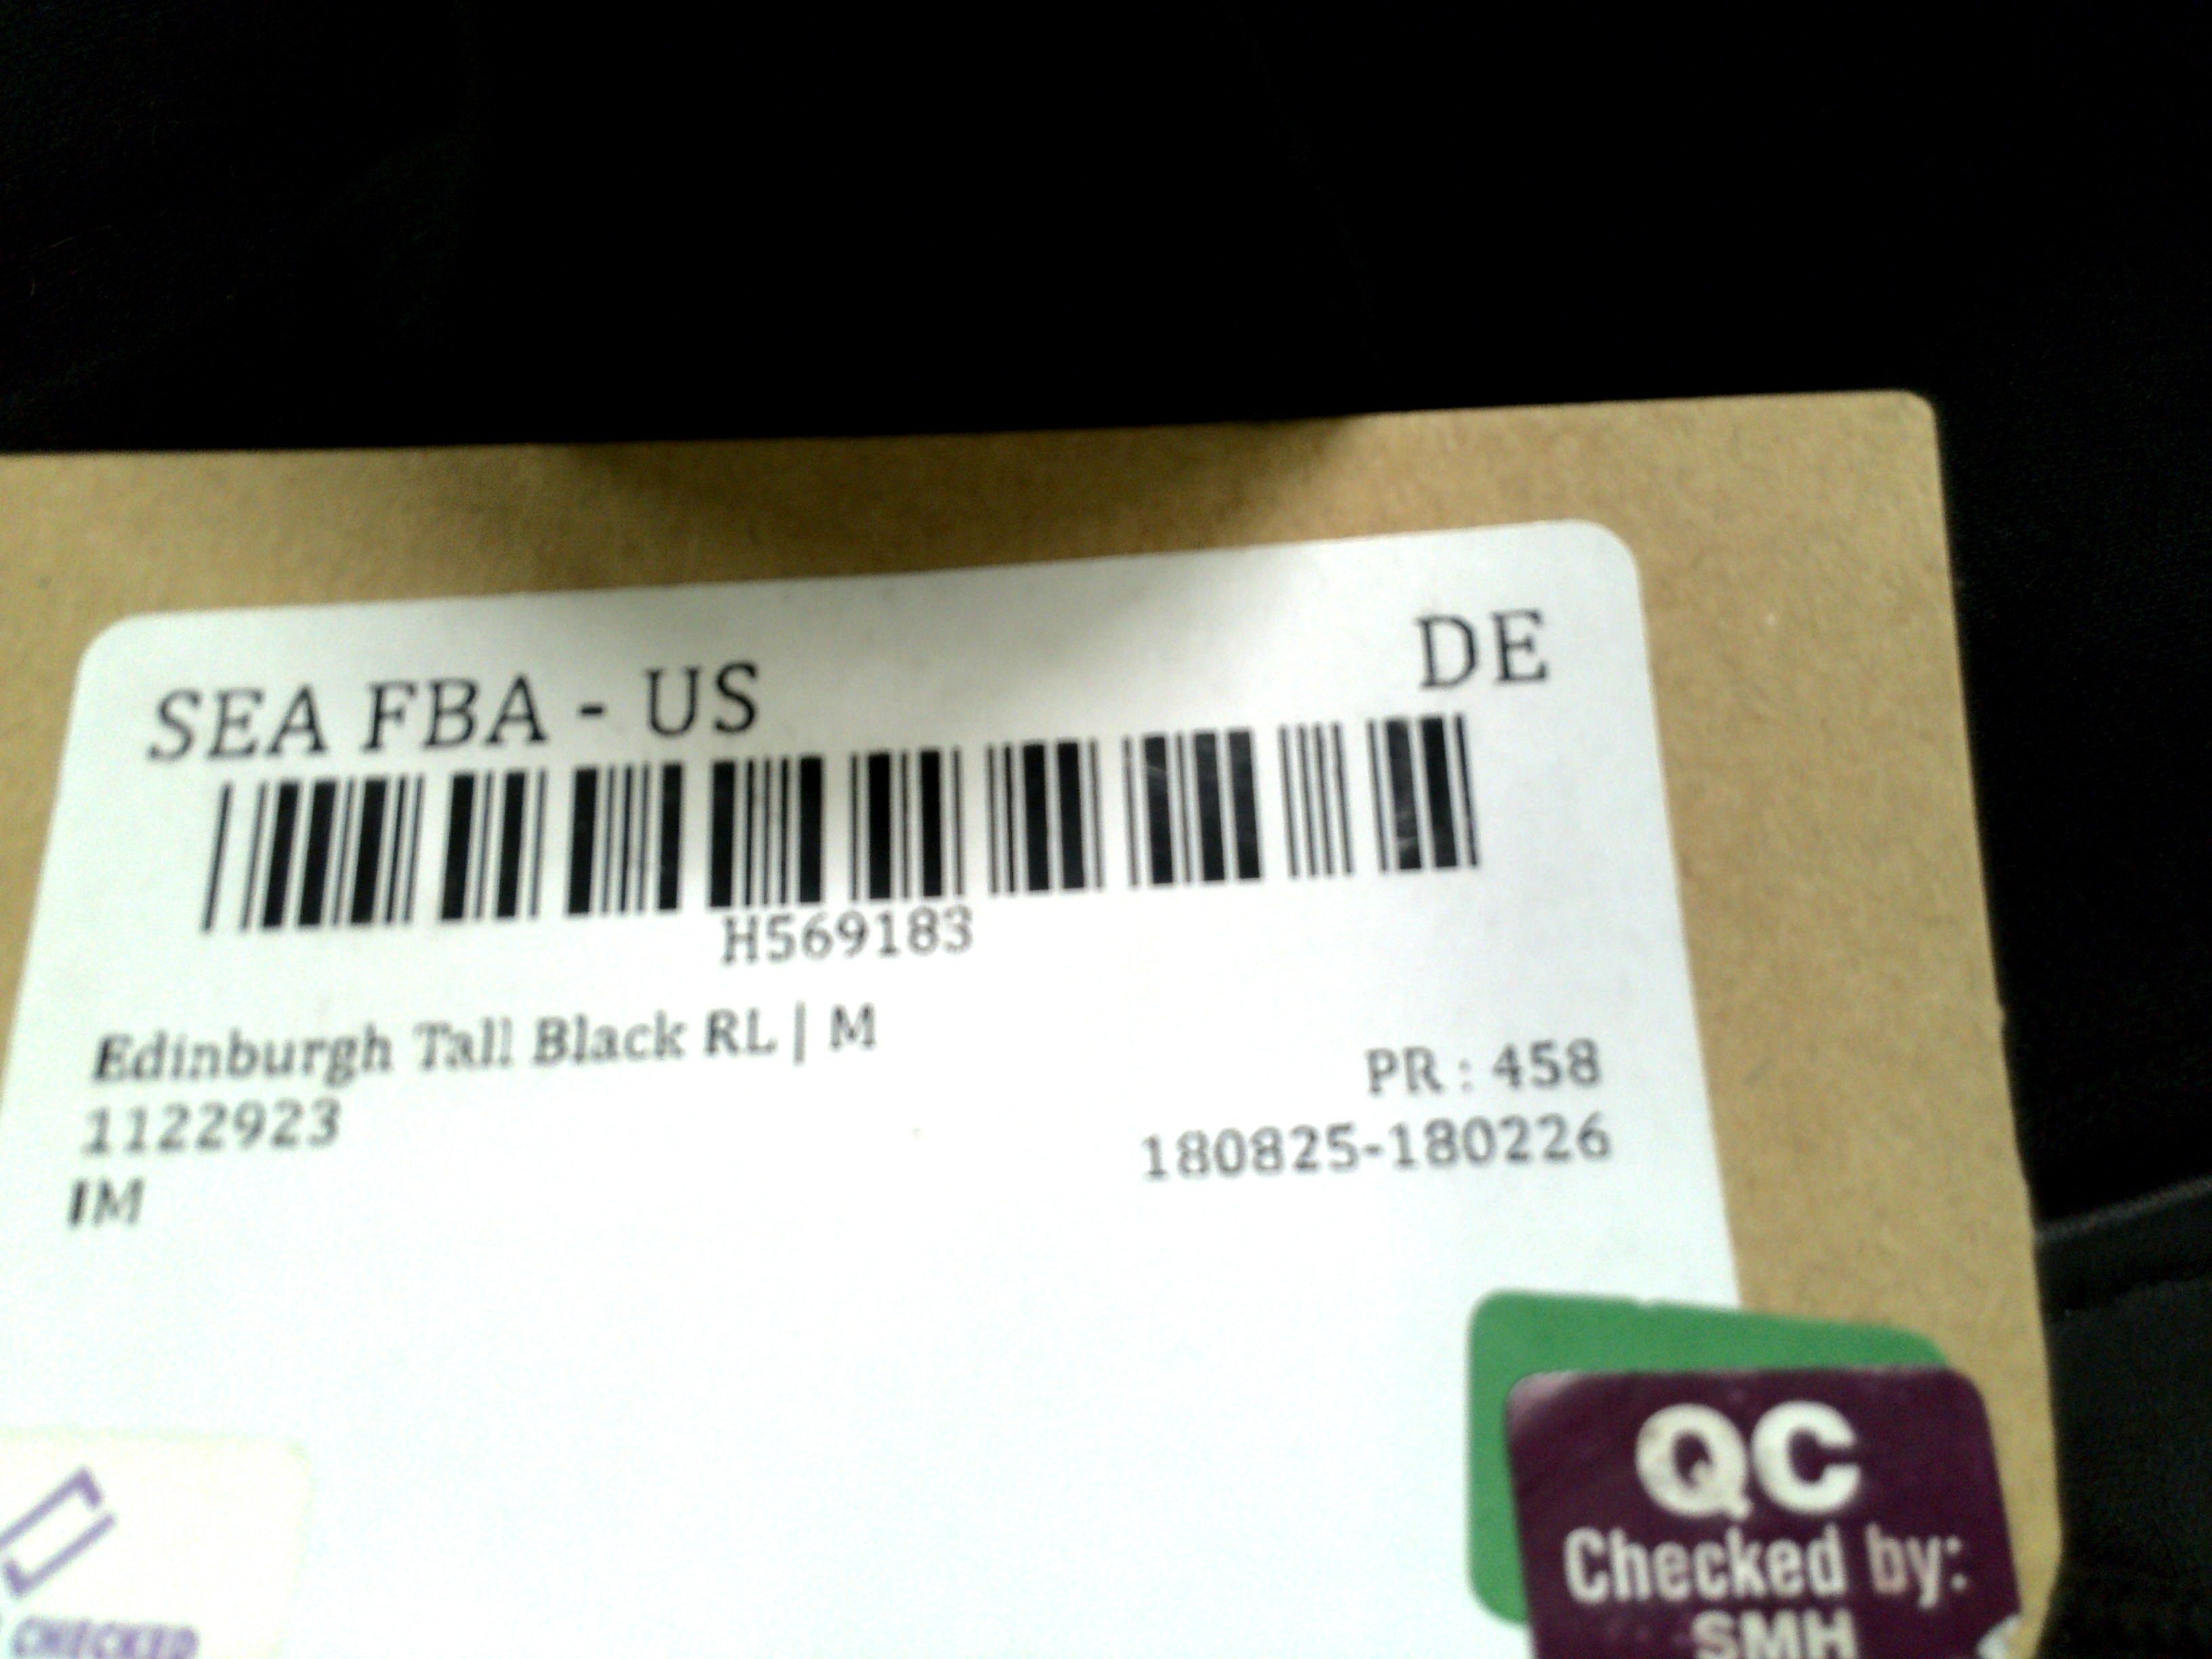 SEA FBA - US DE
H569183
Edinburgh Tall Black RL | M
PR : 458
1122923
180825-180226
IM
QC
Checked by:
SMH
CHECKED